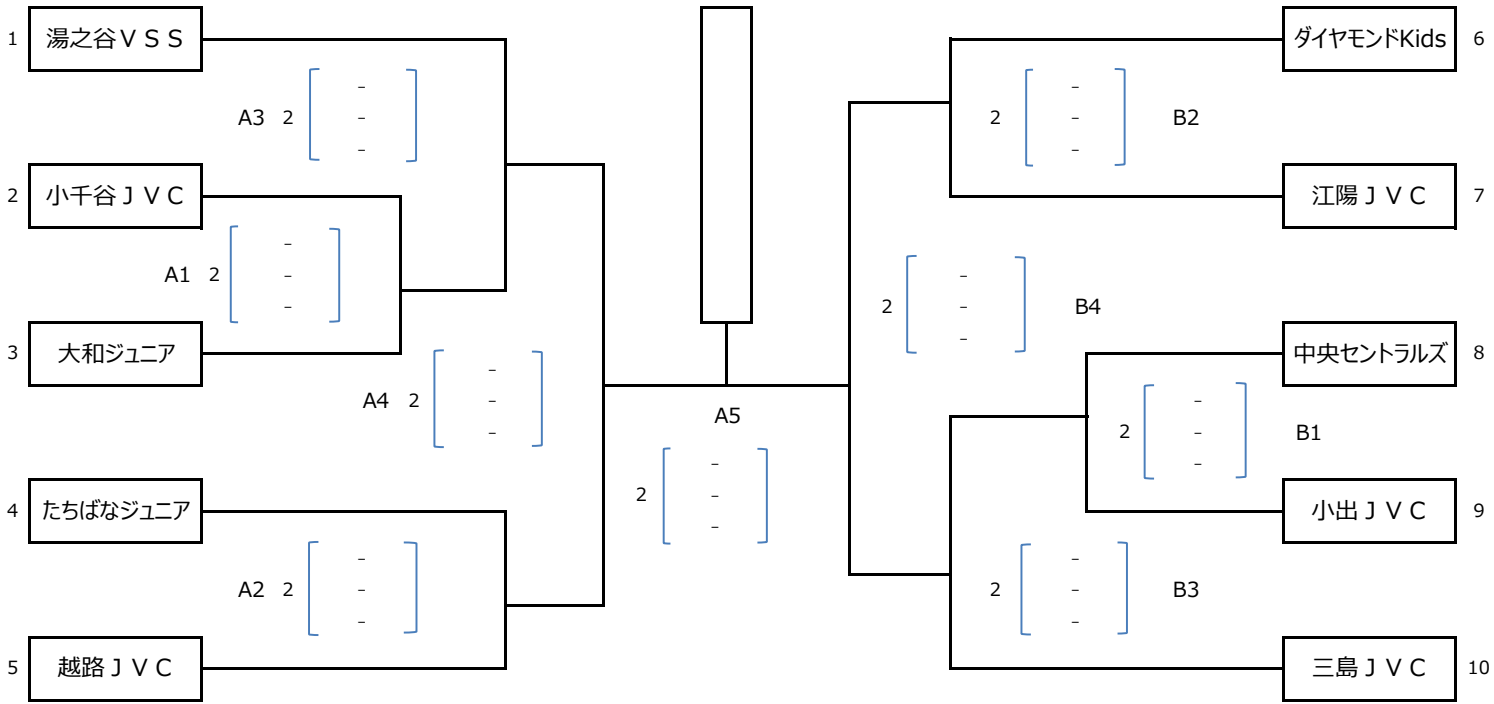 1 湯之谷ＶＳＳ
A3 2
-
-
-
2 小千谷ＪＶＣ
A1 2
-
-
-
3 大和ジュニア
A4 2
-
-
-
4 たちばなジュニア
A2 2
-
-
-
5 越路ＪＶＣ
A5
2
-
-
-
ダイヤモンドKids 6
2 B2
-
-
-
江陽ＪＶＣ 7
2 B4
-
-
-
中央セントラルズ 8
2 B1
-
-
-
小出ＪＶＣ 9
2 B3
-
-
-
三島ＪＶＣ 10